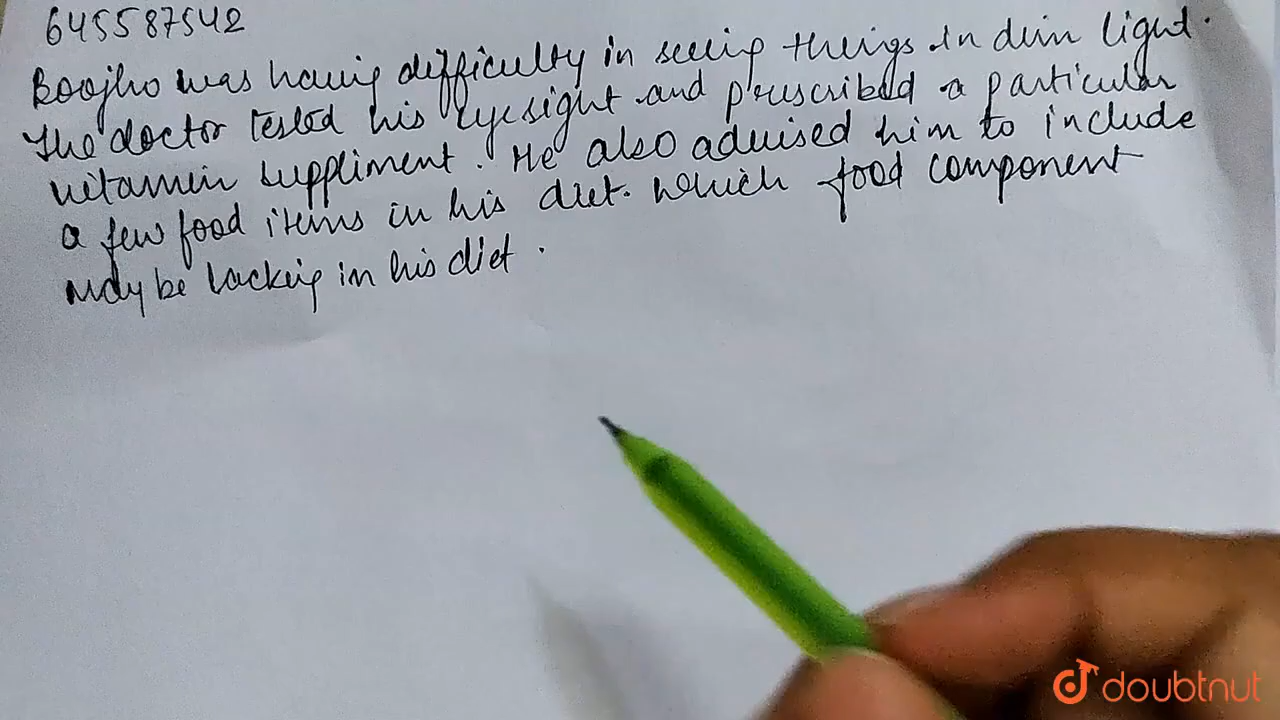 645587542
Boojho was having difficulty in seeing things in dim light.
The doctor tested his eyesight and prescribed a particular
vitamin suppliment. He also advised him to include
a few food items in his diet. Which food component
may be lacking in his diet.
doubtnut